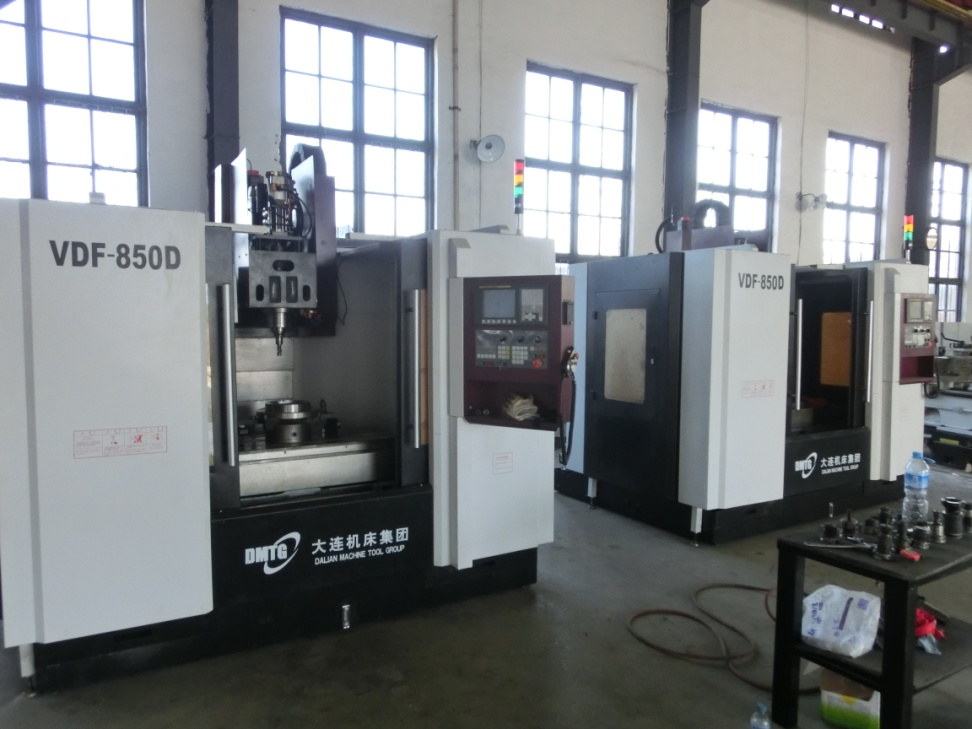 VDF-850D
DMTG
大连机床集团
DALIAN MACHINE TOOL GROUP
VDF-850D
DMTG
大连机床集团
DALIAN MACHINE TOOL GROUP